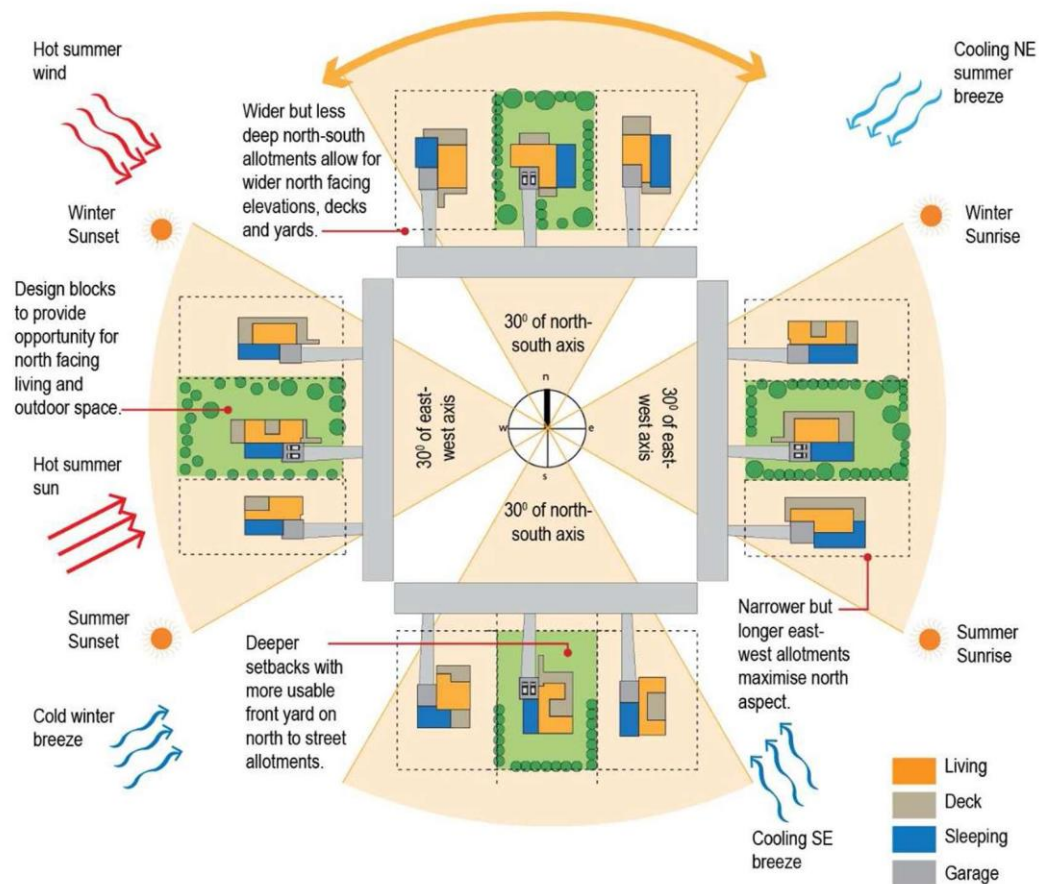 Hot summer
wind
Cooling NE
summer
breeze
Wider but less
deep north-south
allotments allow for
wider north facing
elevations, decks
and yards.
Winter
Sunset
Winter
Sunrise
Design blocks
to provide
opportunity for
north facing
living and
outdoor space.
30⁰ of north-
south axis
30⁰ of east-
west axis
n
w
e
s
30⁰ of east-
west axis
Hot summer
sun
30⁰ of north-
south axis
Summer
Sunset
Deeper
setbacks with
more usable
front yard on
north to street
allotments.
Narrower but
longer east-
west allotments
maximise north
aspect.
Summer
Sunrise
Cold winter
breeze
Cooling SE
breeze
Living
Deck
Sleeping
Garage